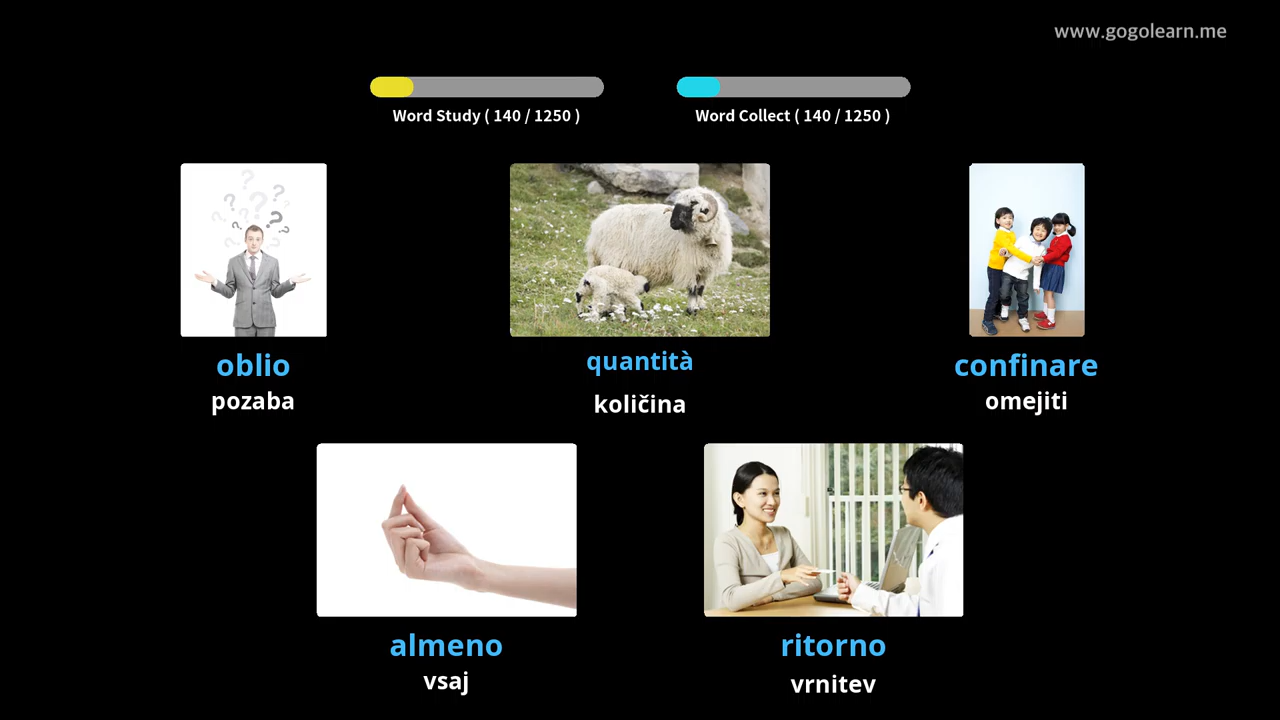 www.gogolearn.me
Word Study ( 140 / 1250 )
Word Collect ( 140 / 1250 )
oblio
pozaba
quantità
količina
confinare
omejiti
almeno
vsaj
ritorno
vrnitev